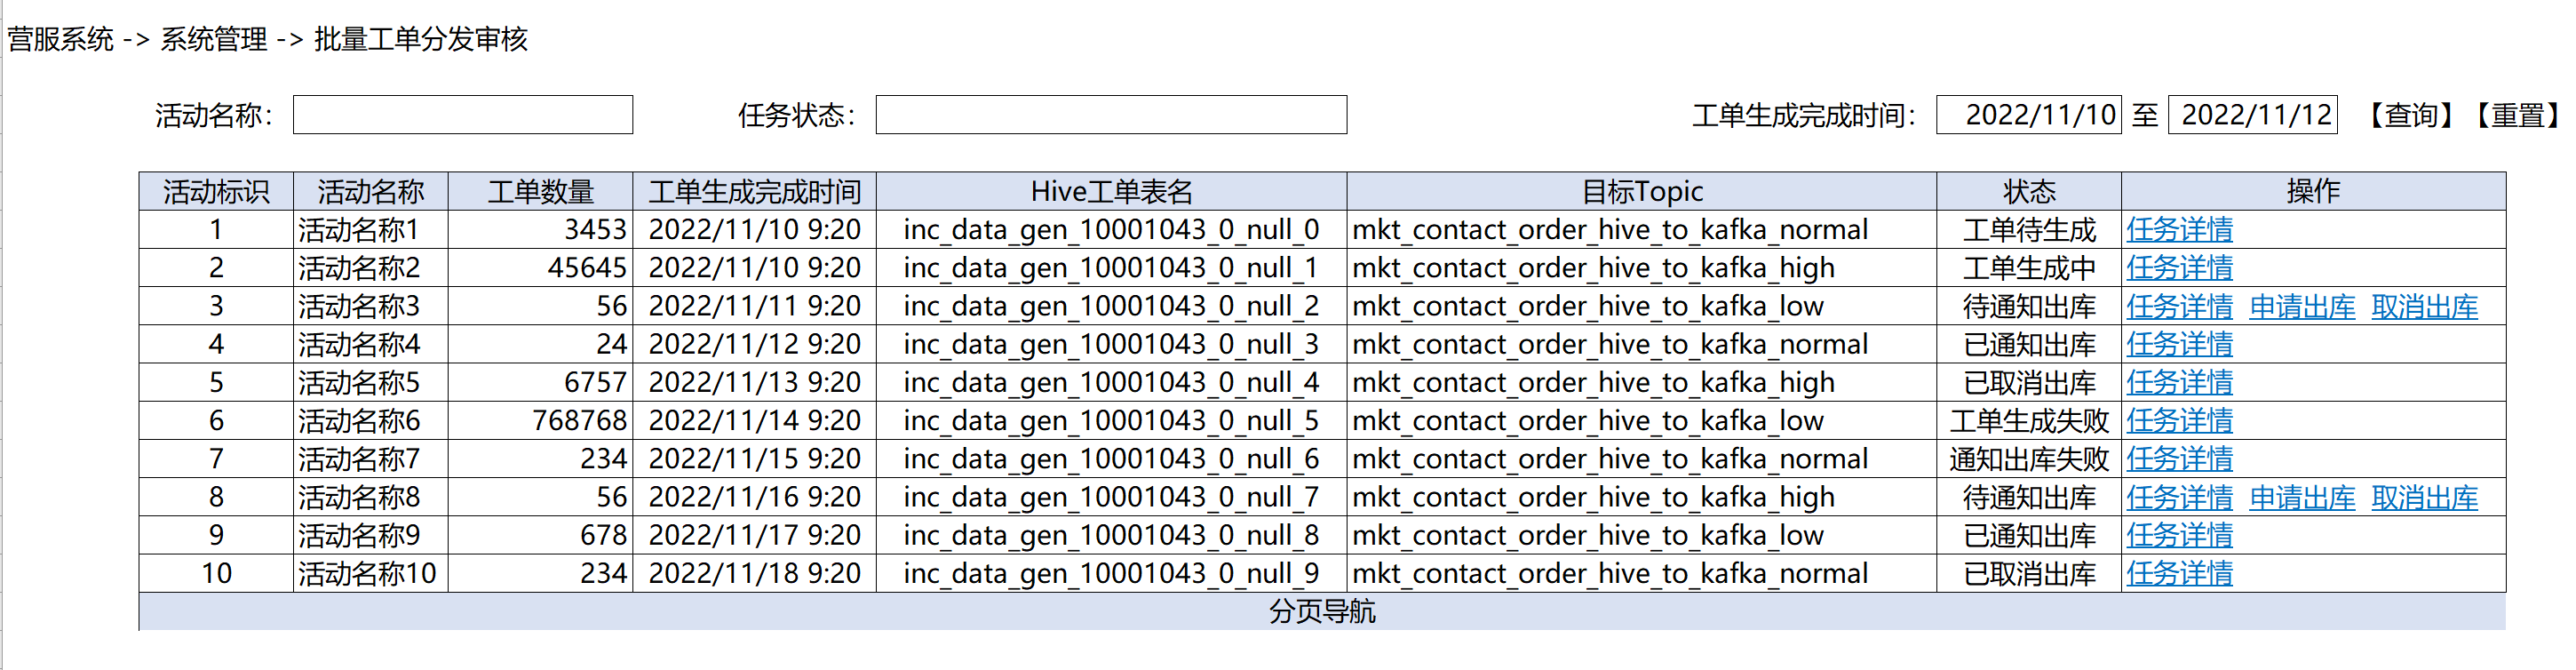 营服系统 -> 系统管理 -> 批量工单分发审核
活动名称： 任务状态： 工单生成完成时间： 2022/11/10 至 2022/11/12 【查询】【重置】
活动标识 活动名称 工单数量 工单生成完成时间 Hive工单表名 目标Topic 状态 操作
1 活动名称1 3453 2022/11/10 9:20 inc_data_gen_10001043_0_null_0 mkt_contact_order_hive_to_kafka_normal 工单待生成 任务详情
2 活动名称2 45645 2022/11/10 9:20 inc_data_gen_10001043_0_null_1 mkt_contact_order_hive_to_kafka_high 工单生成中 任务详情
3 活动名称3 56 2022/11/11 9:20 inc_data_gen_10001043_0_null_2 mkt_contact_order_hive_to_kafka_low 待通知出库 任务详情 申请出库 取消出库
4 活动名称4 24 2022/11/12 9:20 inc_data_gen_10001043_0_null_3 mkt_contact_order_hive_to_kafka_normal 已通知出库 任务详情
5 活动名称5 6757 2022/11/13 9:20 inc_data_gen_10001043_0_null_4 mkt_contact_order_hive_to_kafka_high 已取消出库 任务详情
6 活动名称6 768768 2022/11/14 9:20 inc_data_gen_10001043_0_null_5 mkt_contact_order_hive_to_kafka_low 工单生成失败 任务详情
7 活动名称7 234 2022/11/15 9:20 inc_data_gen_10001043_0_null_6 mkt_contact_order_hive_to_kafka_normal 通知出库失败 任务详情
8 活动名称8 56 2022/11/16 9:20 inc_data_gen_10001043_0_null_7 mkt_contact_order_hive_to_kafka_high 待通知出库 任务详情 申请出库 取消出库
9 活动名称9 678 2022/11/17 9:20 inc_data_gen_10001043_0_null_8 mkt_contact_order_hive_to_kafka_low 已通知出库 任务详情
10 活动名称10 234 2022/11/18 9:20 inc_data_gen_10001043_0_null_9 mkt_contact_order_hive_to_kafka_normal 已取消出库 任务详情
分页导航